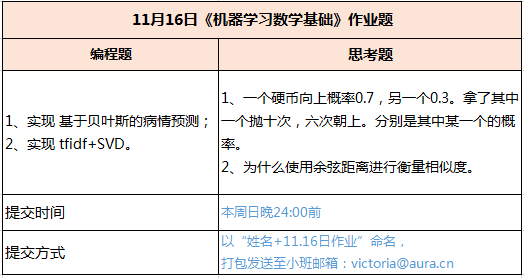 11月16日《机器学习数学基础》作业题
编程题
思考题
1、实现 基于贝叶斯的病情预测；
2、实现 tfidf+SVD。
1、一个硬币向上概率0.7，另一个0.3。拿了其
中一个抛十次，六次朝上。分别是其中某一个的概
率。
2、为什么使用余弦距离进行衡量相似度。
提交时间
本周日晚24:00前
提交方式
以“姓名+11.16日作业”命名，
打包发送至小班邮箱：victoria@aura.cn